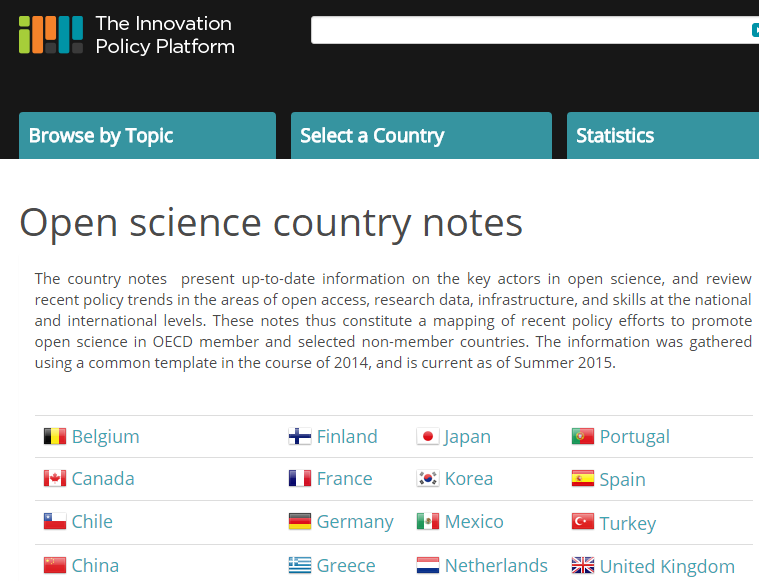 The Innovation
Policy Platform
Browse by Topic
Select a Country
Statistics
Open science country notes
The country notes present up-to-date information on the key actors in open science, and review
recent policy trends in the areas of open access, research data, infrastructure, and skills at the national
and international levels. These notes thus constitute a mapping of recent policy efforts to promote
open science in OECD member and selected non-member countries. The information was gathered
using a common template in the course of 2014, and is current as of Summer 2015.
Belgium Finland Japan Portugal
Canada France Korea Spain
Chile Germany Mexico Turkey
China Greece Netherlands United Kingdom